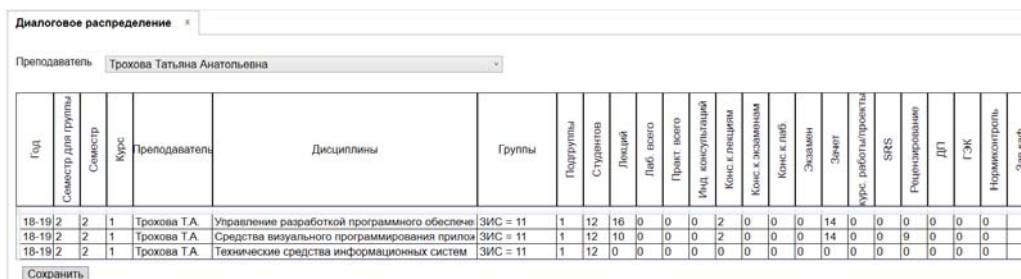 Диалоговое распределение ×
Преподаватель Трохова Татьяна Анатольевна
Год Семестр для группы Семестр Курс Преподаватель Дисциплины Группы Подгруппы Студентов Лекций Лаб. всего Практ. всего Инд. консультаций Конс.к.лекциям Конс.к экзаменам Конс.к лаб. Экзамен Зачет курс. работы/проекты SRS Рецензирование ДП ГЭК Нормиконтроль
18-19 2 2 1 Трохова Т.А. Управление разработкой программного обеспече ЗИС = 11 1 12 16 0 0 0 2 0 0 0 14 0 0 0 0 0 0
18-19 2 2 1 Трохова Т.А. Средства визуального программирования прилож ЗИС = 11 1 12 10 0 0 0 2 0 0 0 14 0 0 9 0 0 0
18-19 2 2 1 Трохова Т.А. Технические средства информационных систем ЗИС = 11 1 12 0 0 0 0 0 0 0 0 0 0 0 0 0 0 0
Сохранить